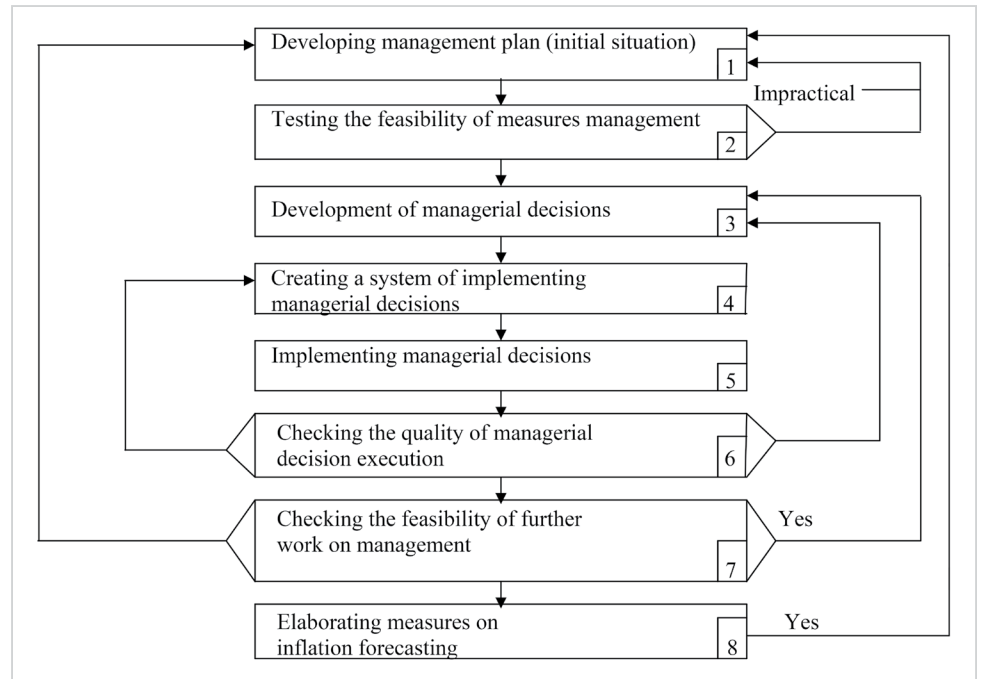 Developing management plan (initial situation)
1
Impractical
Testing the feasibility of measures management
2
Development of managerial decisions
3
Creating a system of implementing
managerial decisions
4
Implementing managerial decisions
5
Checking the quality of managerial
decision execution
6
Checking the feasibility of further
work on management
Yes
7
Elaborating measures on
inflation forecasting
Yes
8